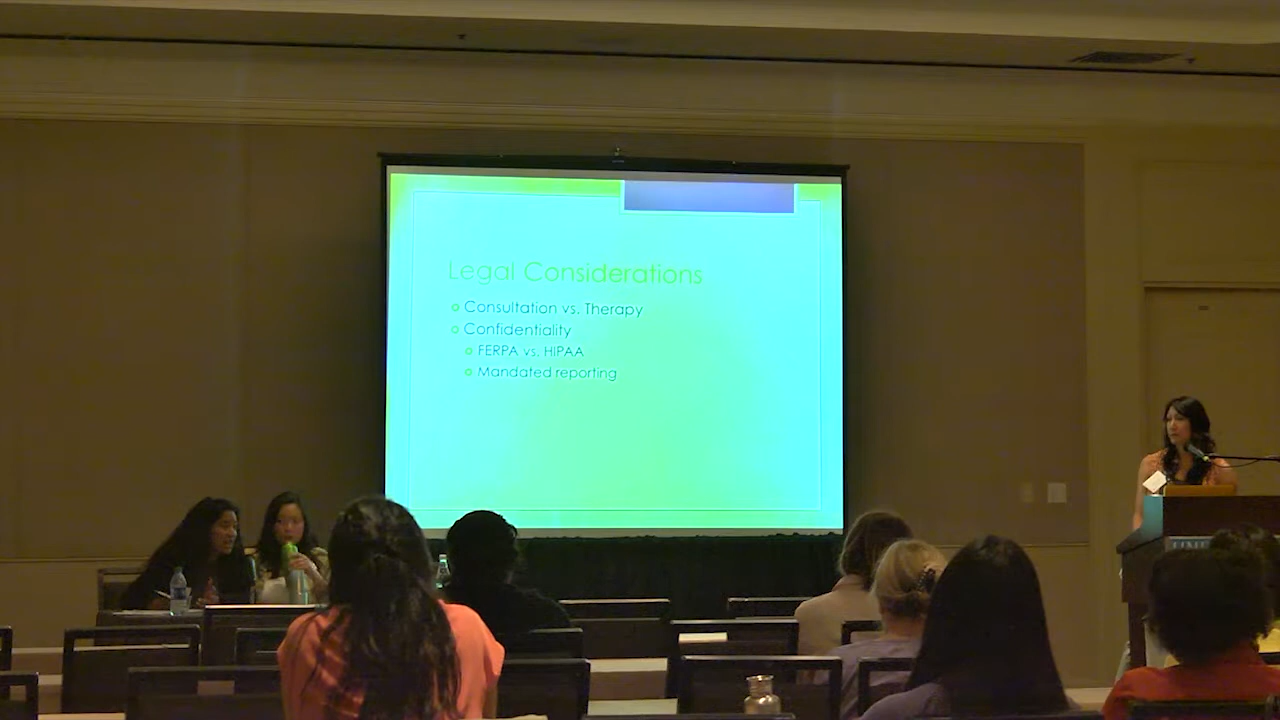 Legal Considerations
Consultation vs. Therapy
Confidentiality
FERPA vs. HIPAA
Mandated reporting